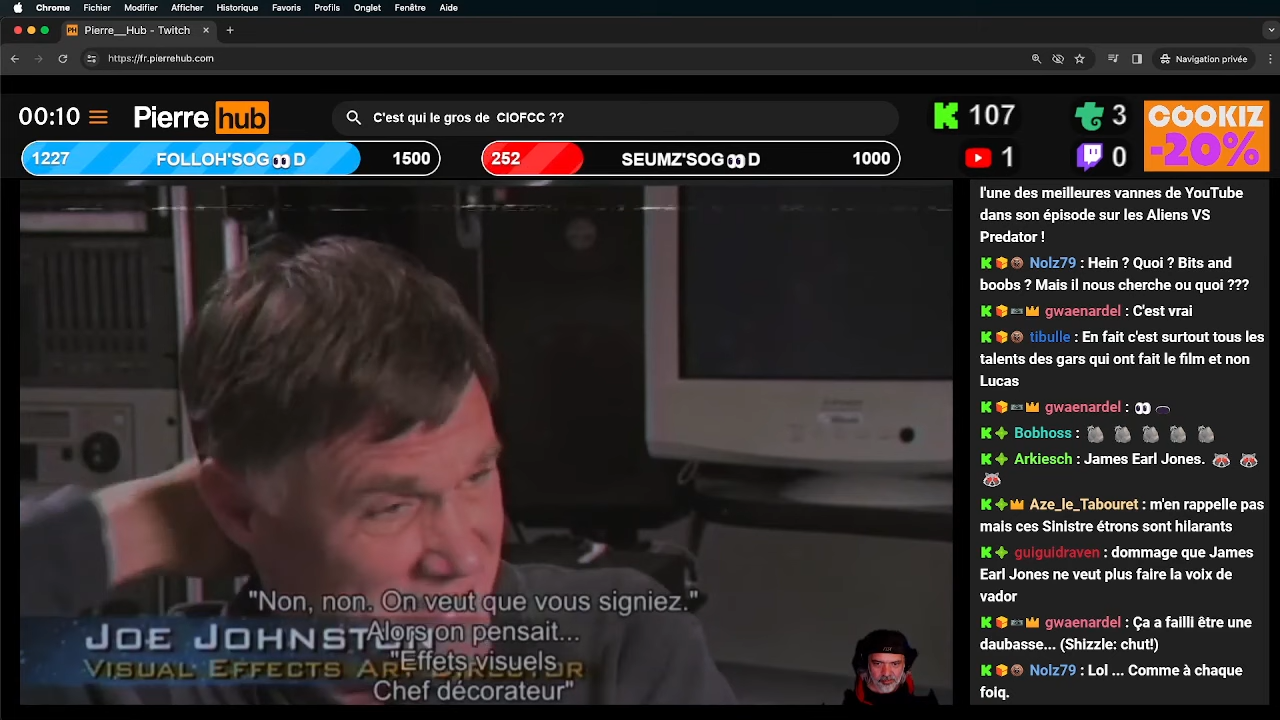 Chrome Fichier Modifier Afficher Historique Favoris Profils Onglet Fenêtre Aide
PH Pierre__Hub - Twitch
https://fr.pierrehub.com
Navigation privée
00:10
Pierre hub
C'est qui le gros de CIOFCC ??
K 107
3
COOKIZ
-20%
1227 FOLLOH'SOG👀D 1500
252 SEUMZ'SOG👀D 1000
1
0
l'une des meilleures vannes de YouTube
dans son épisode sur les Aliens VS
Predator !
Nolz79 : Hein ? Quoi ? Bits and
boobs ? Mais il nous cherche ou quoi ???
gwaenardel : C'est vrai
tibulle : En fait c'est surtout tous les
talents des gars qui ont fait le film et non
Lucas
gwaenardel : 👀
Bobhoss :
Arkiesch : James Earl Jones. 🦝 🦝
🦝
Aze_le_Tabouret : m'en rappelle pas
mais ces Sinistre étrons sont hilarants
guiguidraven : dommage que James
Earl Jones ne veut plus faire la voix de
vador
gwaenardel : Ça a failli être une
daubasse... (Shizzle: chut!)
Nolz79 : Lol ... Comme à chaque
foiq.
"Non, non. On veut que vous signiez."
Alors on pensait...
"Effets visuels
Chef décorateur"
JOE JOHNSTON
VISUAL EFFECTS ART DIRECTOR